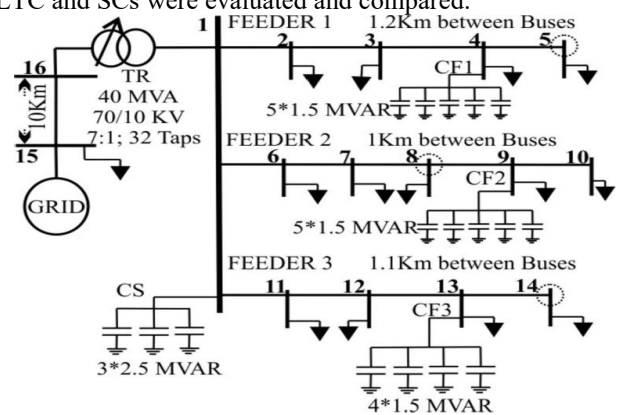 LTC and SCs were evaluated and compared.
1 FEEDER 1 1.2Km between Buses
2 3 4 5
16
TR
CF1
40 MVA
70/10 KV
7:1; 32 Taps
10Km
5*1.5 MVAR
FEEDER 2 1Km between Buses
15
6 7 8 9 10
CF2
GRID
5*1.5 MVAR
FEEDER 3 1.1Km between Buses
CS
11 12 13 14
CF3
3*2.5 MVAR
4*1.5 MVAR